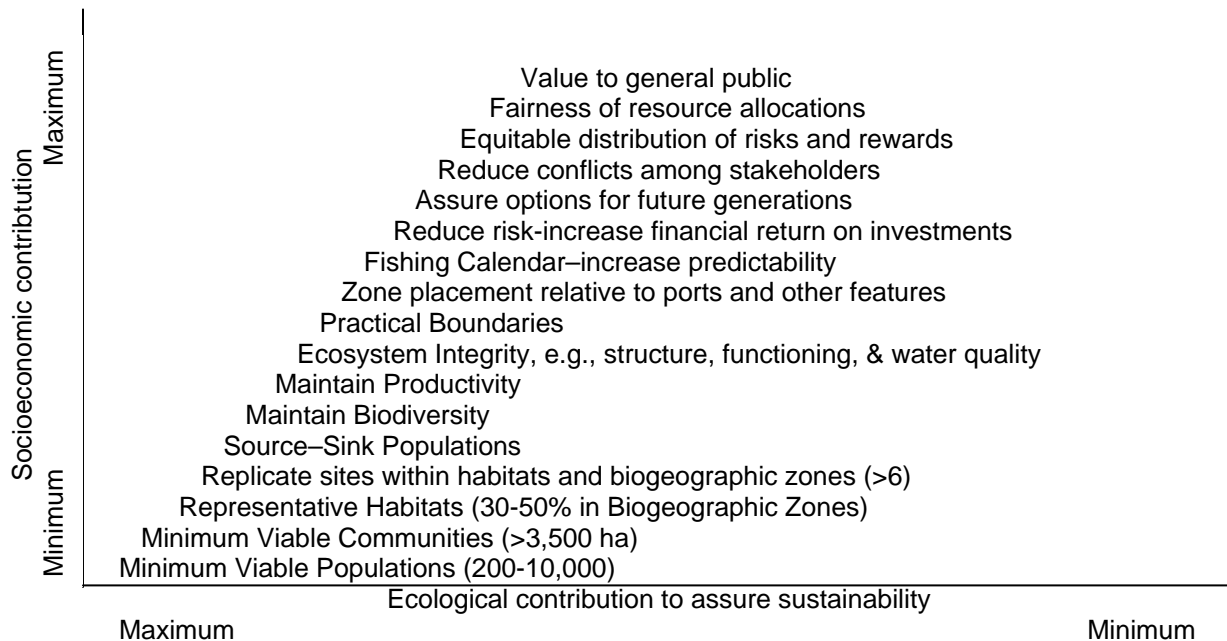 Value to general public
Fairness of resource allocations
Equitable distribution of risks and rewards
Reduce conflicts among stakeholders
Assure options for future generations
Reduce risk-increase financial return on investments
Fishing Calendar–increase predictability
Zone placement relative to ports and other features
Practical Boundaries
Ecosystem Integrity, e.g., structure, functioning, & water quality
Maintain Productivity
Maintain Biodiversity
Source–Sink Populations
Replicate sites within habitats and biogeographic zones (>6)
Representative Habitats (30-50% in Biogeographic Zones)
Minimum Viable Communities (>3,500 ha)
Minimum Viable Populations (200-10,000)
Socioeconomic contribtution
Minimum Maximum
Ecological contribution to assure sustainability
Maximum Minimum